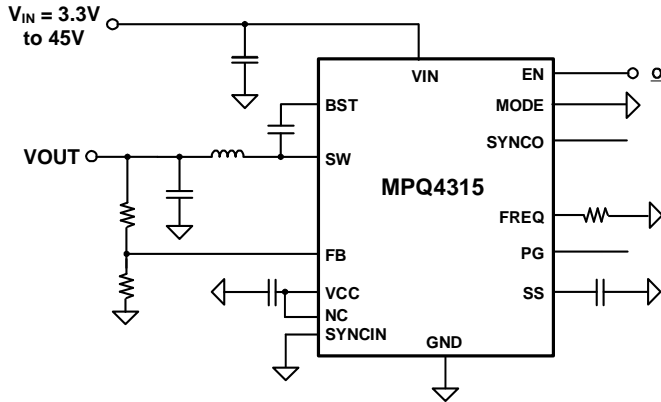 VIN = 3.3V
to 45V
VIN
EN
BST
MODE
SYNCO
VOUT
SW
MPQ4315
FREQ
FB
PG
VCC
SS
NC
SYNCIN
GND